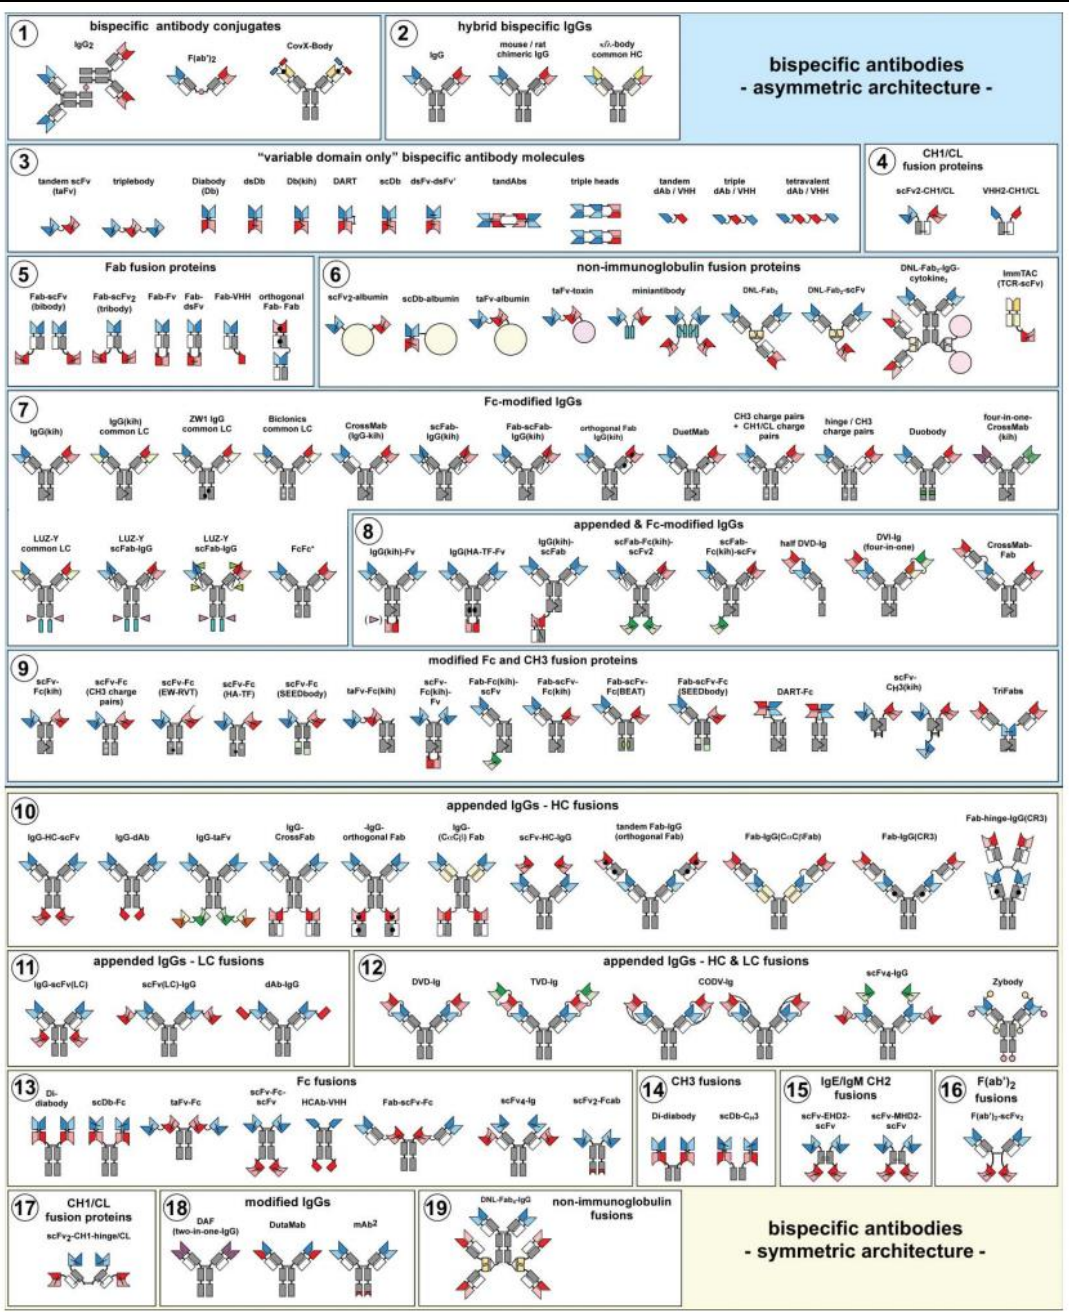 1
bispecific antibody conjugates
IgG2
F(ab')2
CovX-Body
2
hybrid bispecific IgGs
IgG
mouse / rat
chimeric IgG
κ/λ-body
common HC
bispecific antibodies
- asymmetric architecture -
3
“variable domain only” bispecific antibody molecules
tandem scFv
(taFv)
triplebody
Diabody
(Db)
dsDb
Db(kih)
DART
scDb
dsFv-dsFv'
tandAbs
triple heads
tandem
dAb / VHH
triple
dAb / VHH
tetravalent
dAb / VHH
4
CH1/CL
fusion proteins
scFv2-CH1/CL
VHH2-CH1/CL
5
Fab fusion proteins
Fab-scFv
(bibody)
Fab-scFv2
(tribody)
Fab-Fv
Fab-
dsFv
Fab-VHH
orthogonal
Fab- Fab
6
non-immunoglobulin fusion proteins
scFv2-albumin
scDb-albumin
taFv-albumin
taFv-toxin
miniantibody
DNL-Fab3
DNL-Fab2-scFv
DNL-Fab2-IgG-
cytokine2
ImmTAC
(TCR-scFv)
7
Fc-modified IgGs
IgG(kih)
IgG(kih)
common LC
ZW1 IgG
common LC
Biclonics
common LC
CrossMab
(IgG-kih)
scFab-
IgG(kih)
Fab-scFab-
IgG(kih)
orthogonal Fab
IgG(kih)
DuetMab
CH3 charge pairs
+ CH1/CL charge
pairs
hinge / CH3
charge pairs
Duobody
four-in-one-
CrossMab
(kih)
LUZ-Y
common LC
LUZ-Y
scFab-IgG
LUZ-Y
scFab-IgG
FcFc*
8
appended & Fc-modified IgGs
IgG(kih)-Fv
IgG(HA-TF-Fv
IgG(kih)-
scFab
scFab-Fc(kih)-
scFv2
scFab-
Fc(kih)-scFv
half DVD-Ig
DVI-Ig
(four-in-one)
CrossMab-
Fab
9
modified Fc and CH3 fusion proteins
scFv-
Fc(kih)
scFv-Fc
(CH3 charge
pairs)
scFv-Fc
(EW-RVT)
scFv-Fc
(HA-TF)
scFv-Fc
(SEEDbody)
taFv-Fc(kih)
scFv-
Fc(kih)-
Fv
Fab-Fc(kih)-
scFv
Fab-scFv-
Fc(kih)
Fab-scFv-
Fc(BEAT)
Fab-scFv-Fc
(SEEDbody)
DART-Fc
scFv-
CH3(kih)
TriFabs
10
appended IgGs - HC fusions
IgG-HC-scFv
IgG-dAb
IgG-taFv
IgG-
CrossFab
-IgG-
orthogonal Fab
IgG-
(CαCβ) Fab
scFv-HC-IgG
tandem Fab-IgG
(orthogonal Fab)
Fab-IgG(CαCβFab)
Fab-IgG(CR3)
Fab-hinge-IgG(CR3)
11
appended IgGs - LC fusions
IgG-scFv(LC)
scFv(LC)-IgG
dAb-IgG
12
appended IgGs - HC & LC fusions
DVD-Ig
TVD-Ig
CODV-Ig
scFv4-IgG
Zybody
13
Fc fusions
Di-
diabody
scDb-Fc
taFv-Fc
scFv-Fc-
scFv
HCAb-VHH
Fab-scFv-Fc
scFv4-Ig
scFv2-Fcab
14
CH3 fusions
Di-diabody
scDb-CH3
15
IgE/IgM CH2
fusions
scFv-EHD2-
scFv
scFv-MHD2-
scFv
16
F(ab')2
fusions
F(ab')2-scFv2
17
CH1/CL
fusion proteins
scFv2-CH1-hinge/CL
18
modified IgGs
DAF
(two-in-one-IgG)
DutaMab
mAb2
19
DNL-Fab4-IgG
non-immunoglobulin
fusions
bispecific antibodies
- symmetric architecture -